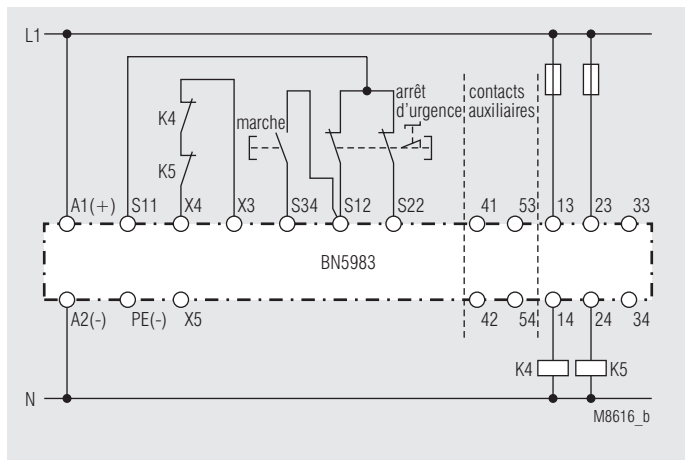 L1
arrêt
d'urgence
contacts
auxiliaires
K4
marche
K5
A1(+) S11 X4 X3 S34 S12 S22 41 53 13 23 33
BN5983
A2(-) PE(-) X5 42 54 14 24 34
K4 K5
N
M8616_b